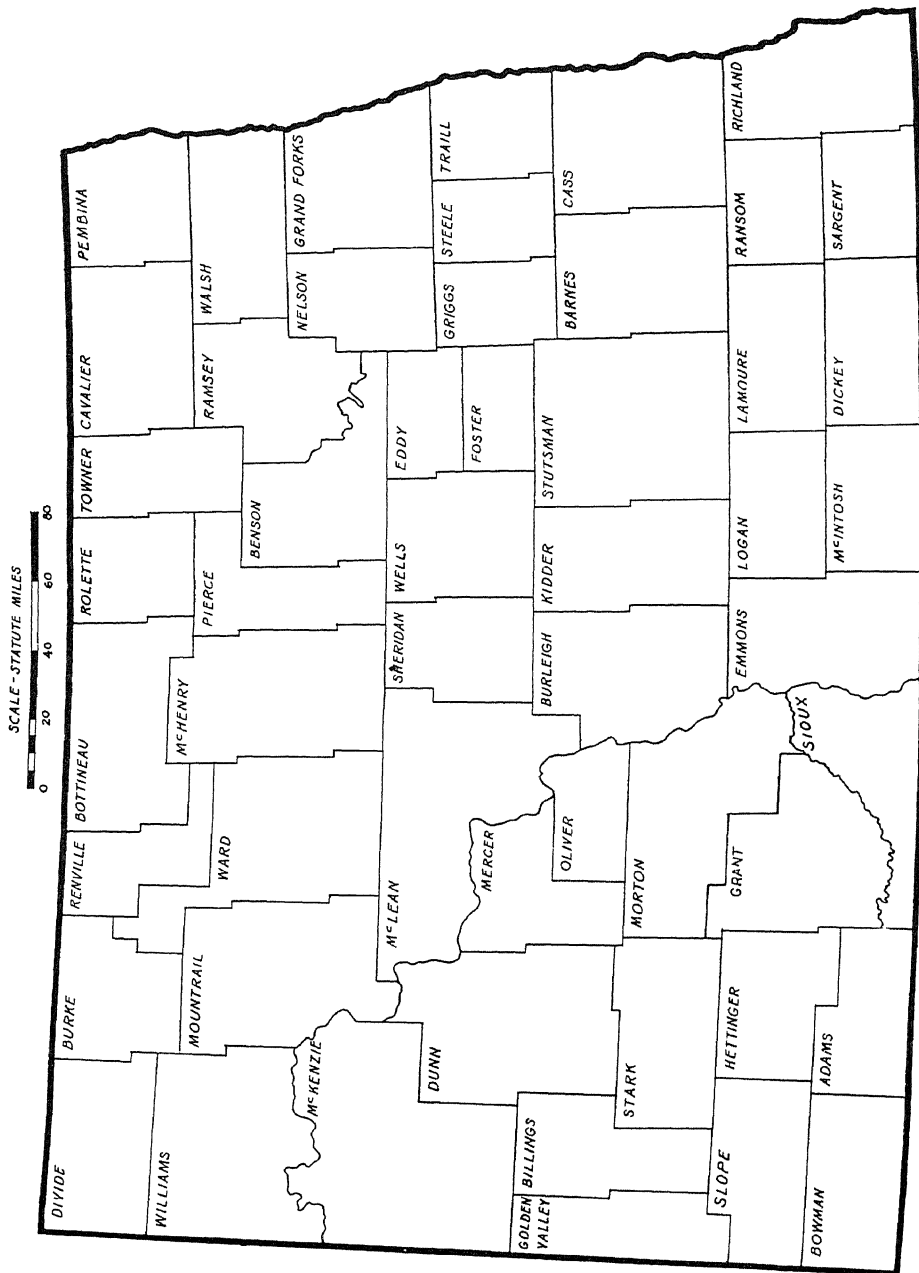 SCALE - STATUTE MILES
0 20 40 60 80
DIVIDE
BURKE
RENVILLE
BOTTINEAU
ROLETTE
TOWNER
CAVALIER
PEMBINA
WILLIAMS
MOUNTRAIL
WARD
McHENRY
PIERCE
BENSON
RAMSEY
WALSH
McKENZIE
NELSON
GRAND FORKS
DUNN
McLEAN
MERCER
OLIVER
SHERIDAN
WELLS
EDDY
FOSTER
GRIGGS
STEELE
TRAILL
GOLDEN
VALLEY
BILLINGS
STARK
MORTON
BURLEIGH
KIDDER
STUTSMAN
BARNES
CASS
SLOPE
HETTINGER
GRANT
SIOUX
EMMONS
LOGAN
LAMOURE
RANSOM
RICHLAND
BOWMAN
ADAMS
McINTOSH
DICKEY
SARGENT